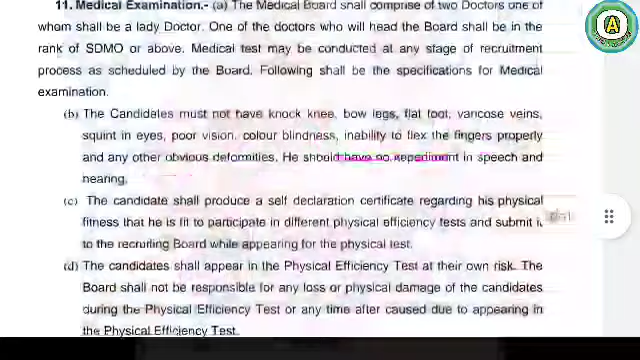 11. Medical Examination.- (a) The Medical Board shall comprise of two Doctors one of
whom shall be a lady Doctor. One of the doctors who will head the Board shall be in the
rank of SDMO or above. Medical test may be conducted at any stage of recruitment
process as scheduled by the Board. Following shall be the specifications for Medical
examination.
(b) The Candidates must not have knock knee, bow legs, flat foot, varicose veins,
squint in eyes, poor vision, colour blindness, inability to flex the fingers properly
and any other obvious deformities. He should have no impediment in speech and
hearing.
(c) The candidate shall produce a self declaration certificate regarding his physical
fitness that he is fit to participate in different physical efficiency tests and submit it
to the recruiting Board while appearing for the physical test.
(d) The candidates shall appear in the Physical Efficiency Test at their own risk. The
Board shall not be responsible for any loss or physical damage of the candidates
during the Physical Efficiency Test or any time after caused due to appearing in
the Physical Efficiency Test.
A